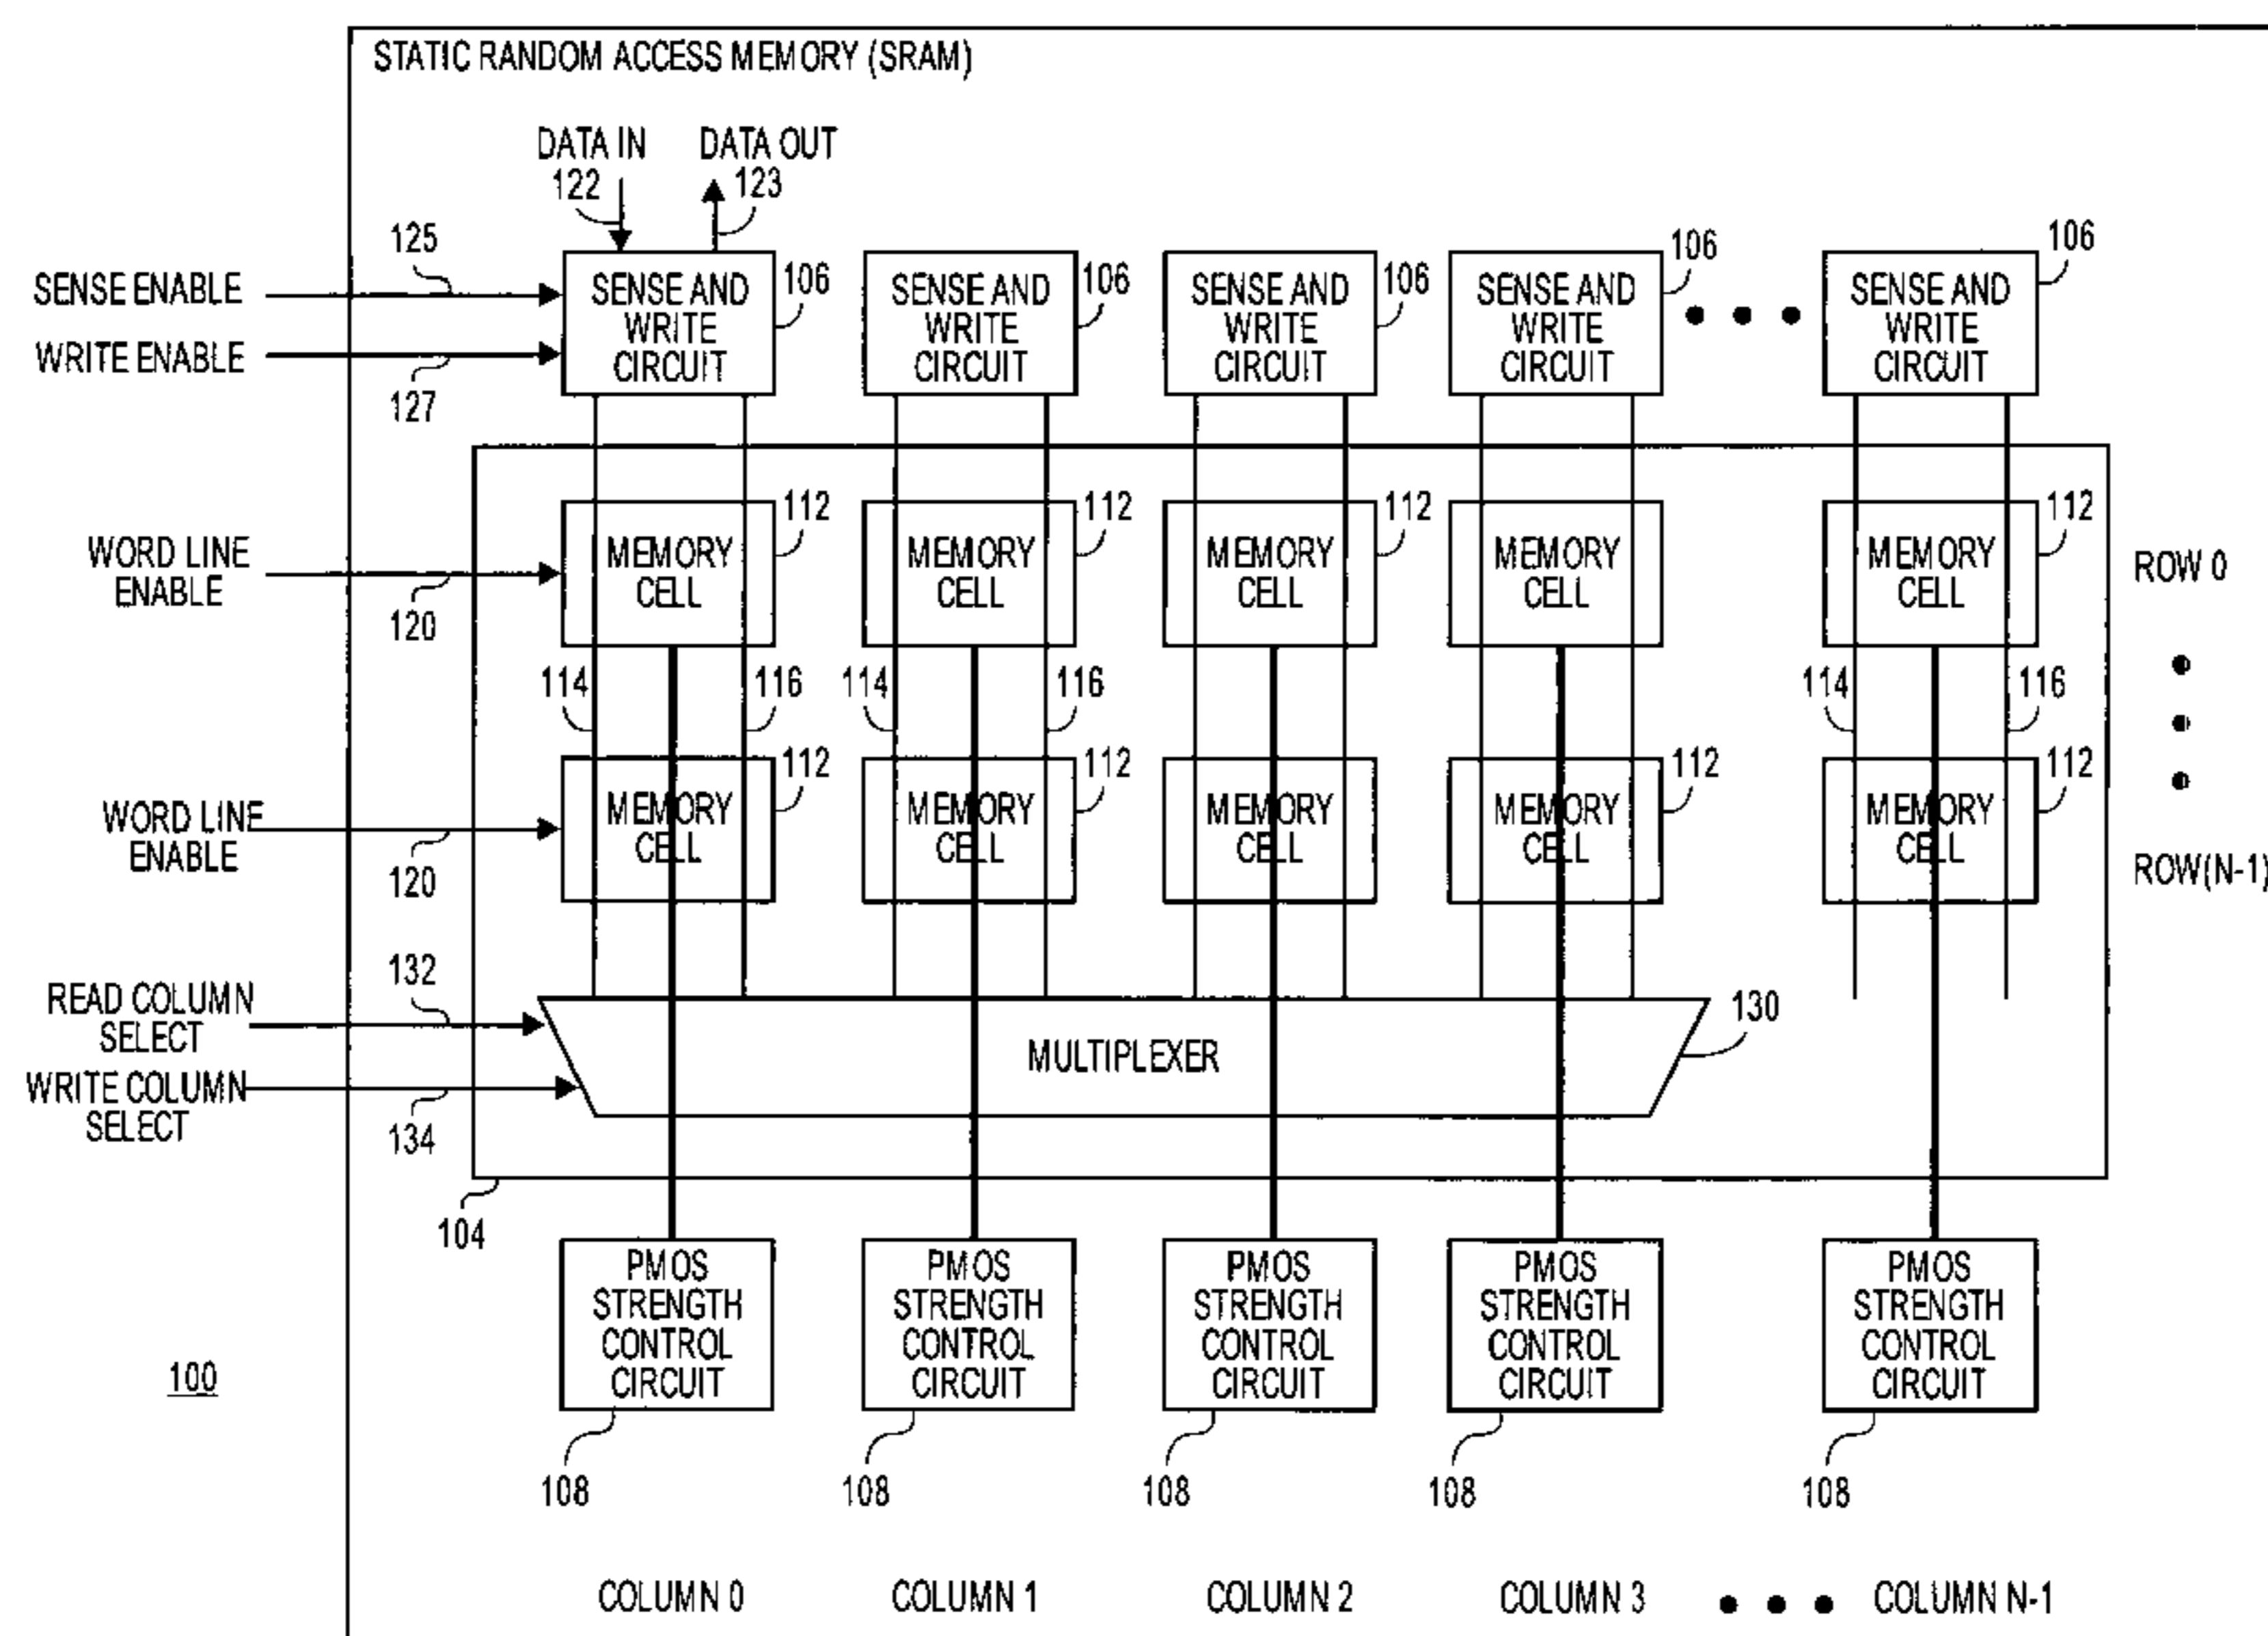 STATIC RANDOM ACCESS MEMORY (SRAM)
DATA IN
122
DATA OUT
123
SENSE ENABLE
125
WRITE ENABLE
127
SENSE AND
WRITE
CIRCUIT
106
SENSE AND
WRITE
CIRCUIT
106
SENSE AND
WRITE
CIRCUIT
106
SENSE AND
WRITE
CIRCUIT
106
SENSE AND
WRITE
CIRCUIT
106
WORD LINE
ENABLE
120
MEMORY
CELL
112
MEMORY
CELL
112
MEMORY
CELL
112
MEMORY
CELL
MEMORY
CELL
112
ROW 0
114
116
114
116
114
116
WORD LINE
ENABLE
120
MEMORY
CELL
112
MEMORY
CELL
112
MEMORY
CELL
MEMORY
CELL
112
MEMORY
CELL
112
ROW(N-1)
READ COLUMN
SELECT
132
WRITE COLUMN
SELECT
134
MULTIPLEXER
130
104
PMOS
STRENGTH
CONTROL
CIRCUIT
108
PMOS
STRENGTH
CONTROL
CIRCUIT
108
PMOS
STRENGTH
CONTROL
CIRCUIT
108
PMOS
STRENGTH
CONTROL
CIRCUIT
108
PMOS
STRENGTH
CONTROL
CIRCUIT
108
100
COLUMN 0
COLUMN 1
COLUMN 2
COLUMN 3
COLUMN N-1